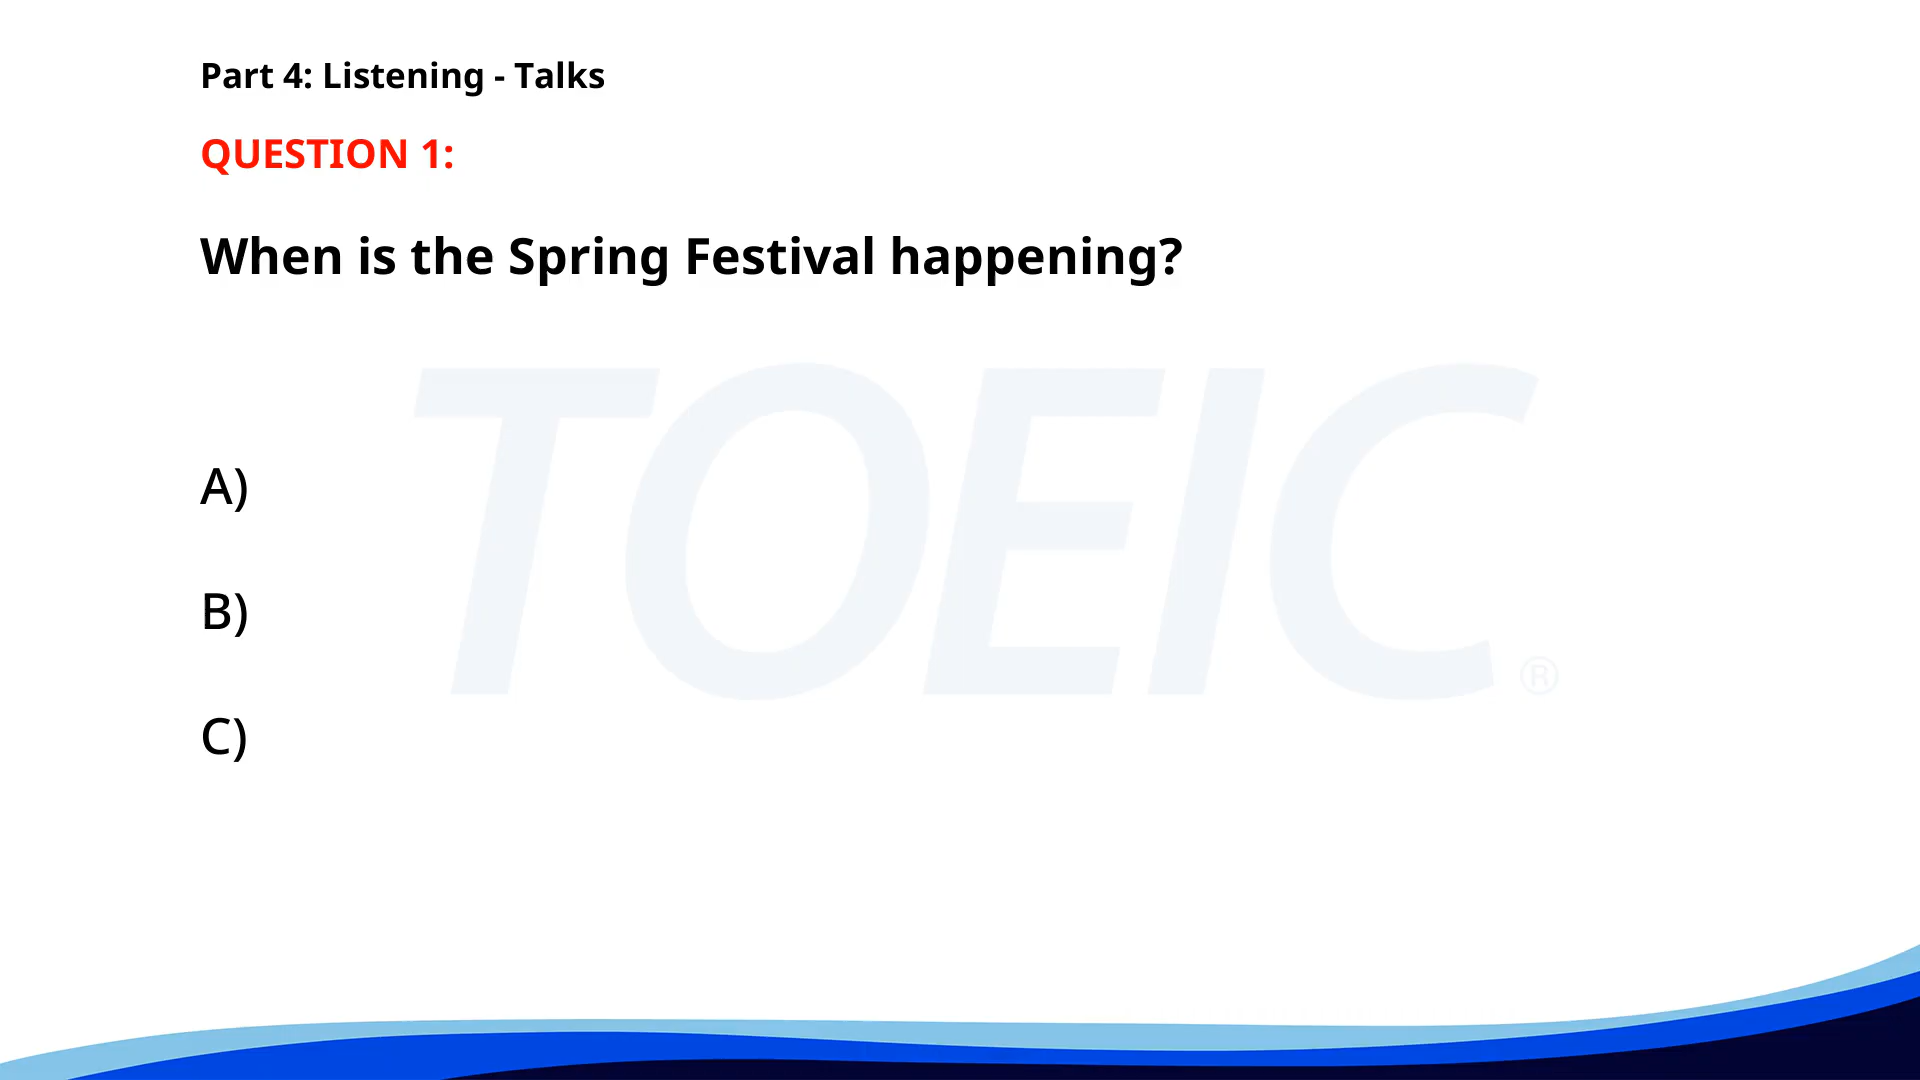 Part 4: Listening - Talks
QUESTION 1:
When is the Spring Festival happening?
TOEIC®
A)
B)
C)